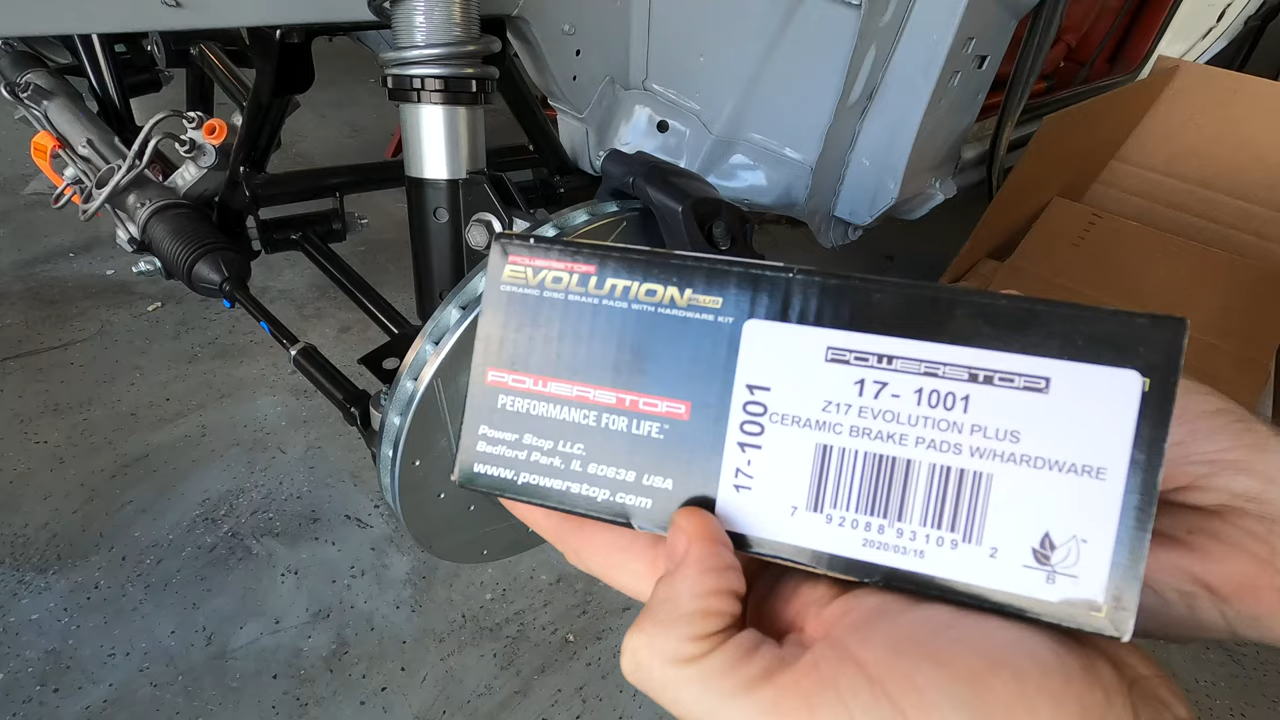 POWERSTOP
EVOLUTION PLUS
CERAMIC DISC BRAKE PADS WITH HARDWARE KIT
POWERSTOP
PERFORMANCE FOR LIFE.™
Power Stop LLC.
Bedford Park, IL 60638 USA
www.powerstop.com
POWERSTOP
17-1001
17- 1001
Z17 EVOLUTION PLUS
CERAMIC BRAKE PADS W/HARDWARE
7 92088 93109 2
2020/03/15
B